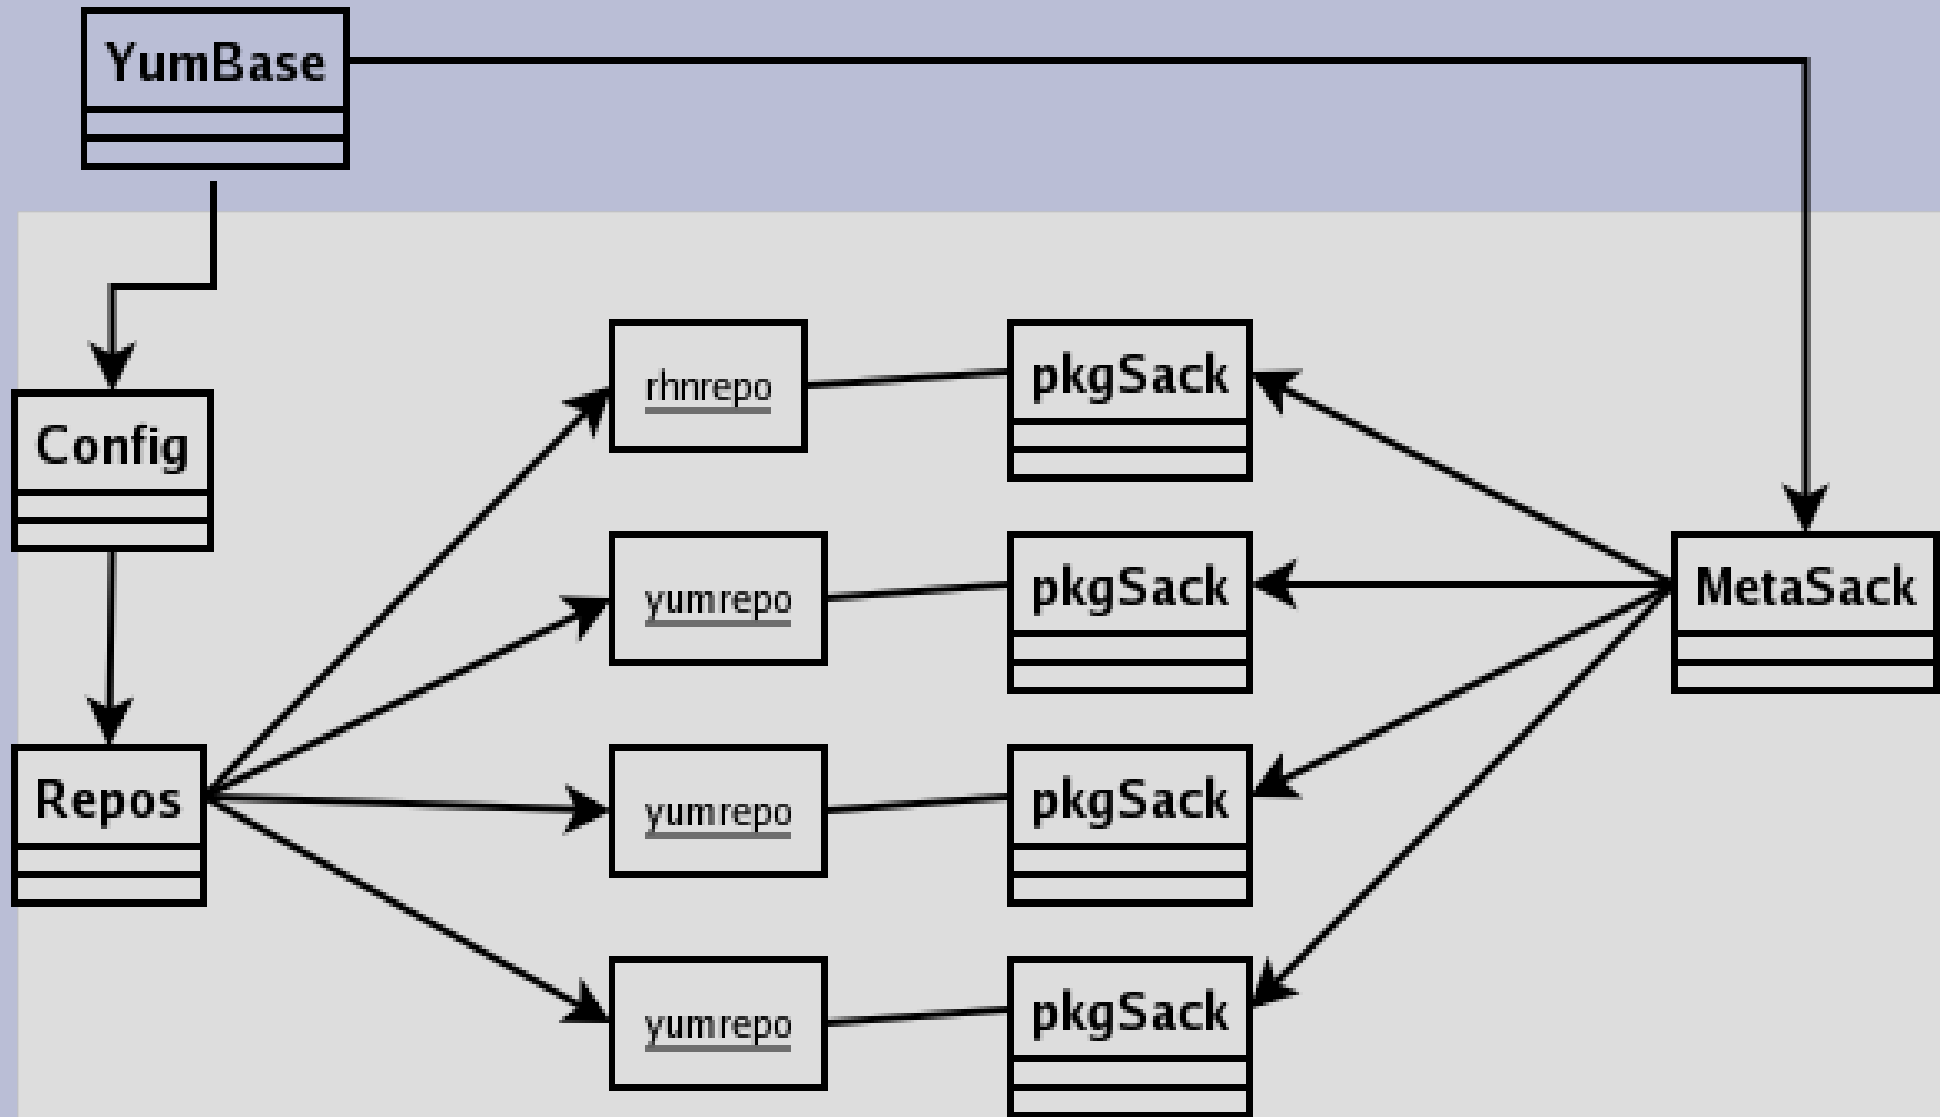 YumBase
Config
rhnrepo
pkgSack
yumrepo
pkgSack
MetaSack
Repos
yumrepo
pkgSack
yumrepo
pkgSack